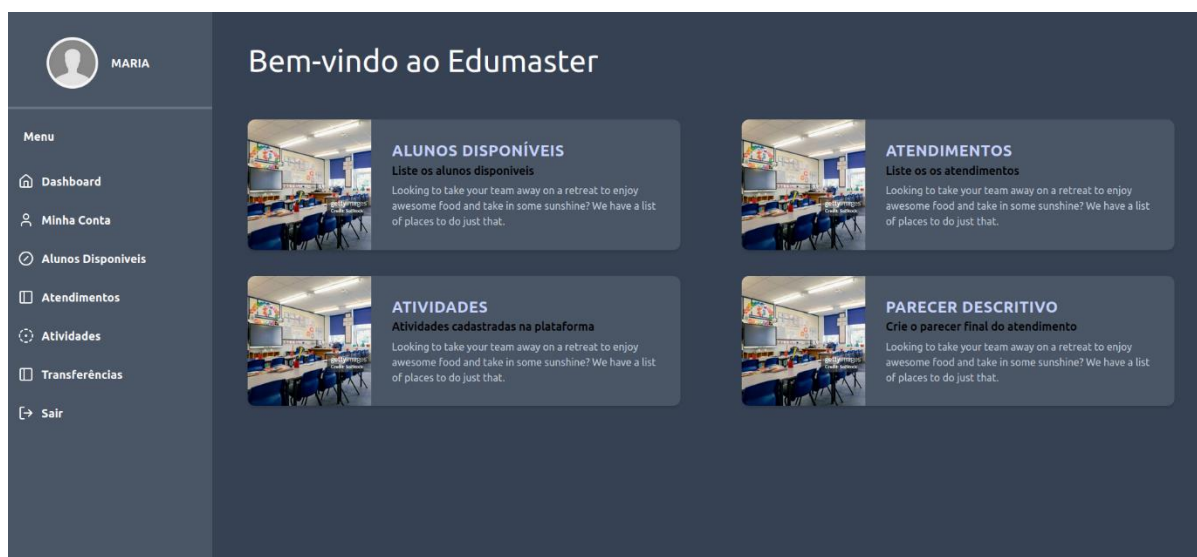 MARIA
Menu
Dashboard
Minha Conta
Alunos Disponiveis
Atendimentos
Atividades
Transferências
Sair
Bem-vindo ao Edumaster
ALUNOS DISPONÍVEIS
Liste os alunos disponiveis
Looking to take your team away on a retreat to enjoy
awesome food and take in some sunshine? We have a list
of places to do just that.
ATENDIMENTOS
Liste os os atendimentos
Looking to take your team away on a retreat to enjoy
awesome food and take in some sunshine? We have a list
of places to do just that.
ATIVIDADES
Atividades cadastradas na plataforma
Looking to take your team away on a retreat to enjoy
awesome food and take in some sunshine? We have a list
of places to do just that.
PARECER DESCRITIVO
Crie o parecer final do atendimento
Looking to take your team away on a retreat to enjoy
awesome food and take in some sunshine? We have a list
of places to do just that.